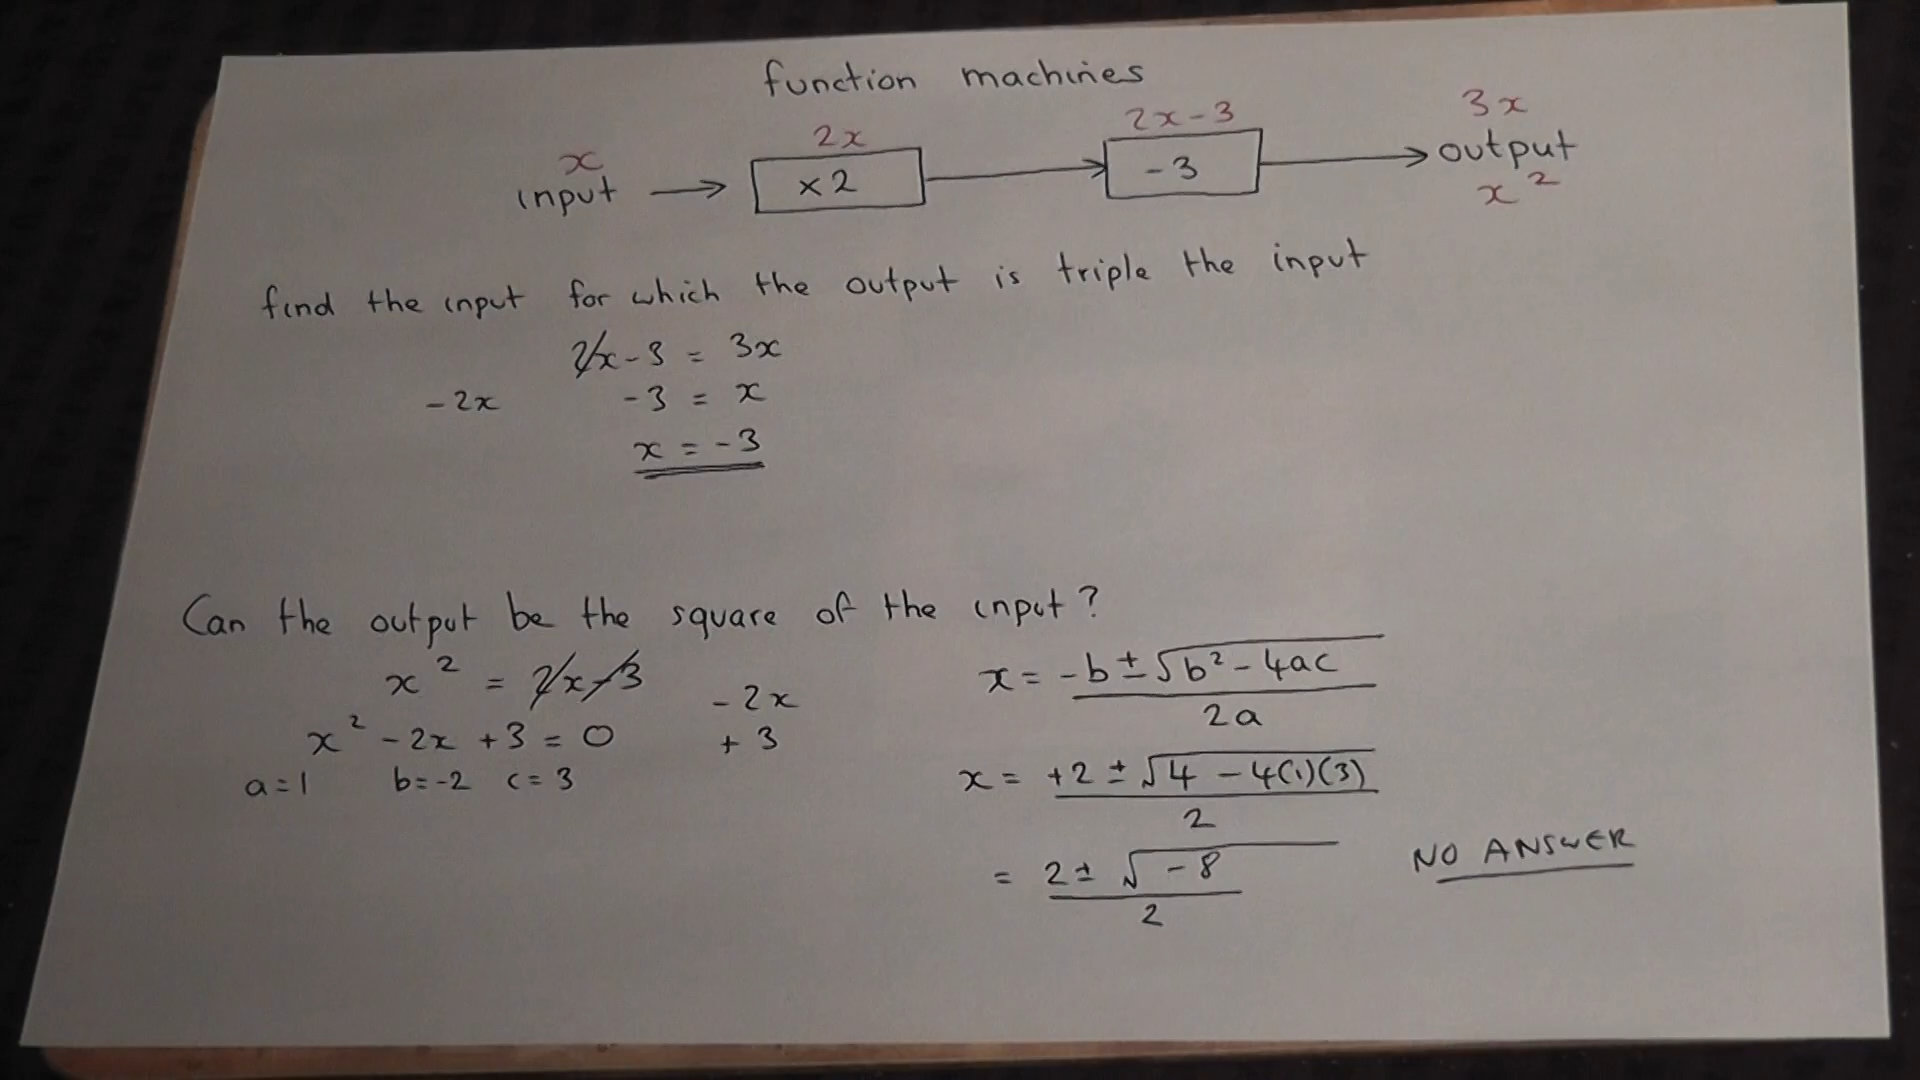 function machines
x 2x 2x-3 3x
input → ×2 → -3 → output
x²
find the input for which the output is triple the input
2x-3 = 3x
-2x -3 = x
x = -3
Can the output be the square of the input?
x² = 2x-3 -2x
x² -2x +3 = 0 +3
a=1 b=-2 c=3
x = -b±√b²-4ac
2a
x = +2 ± √4 -4(1)(3)
2
= 2± √-8 NO ANSWER
2